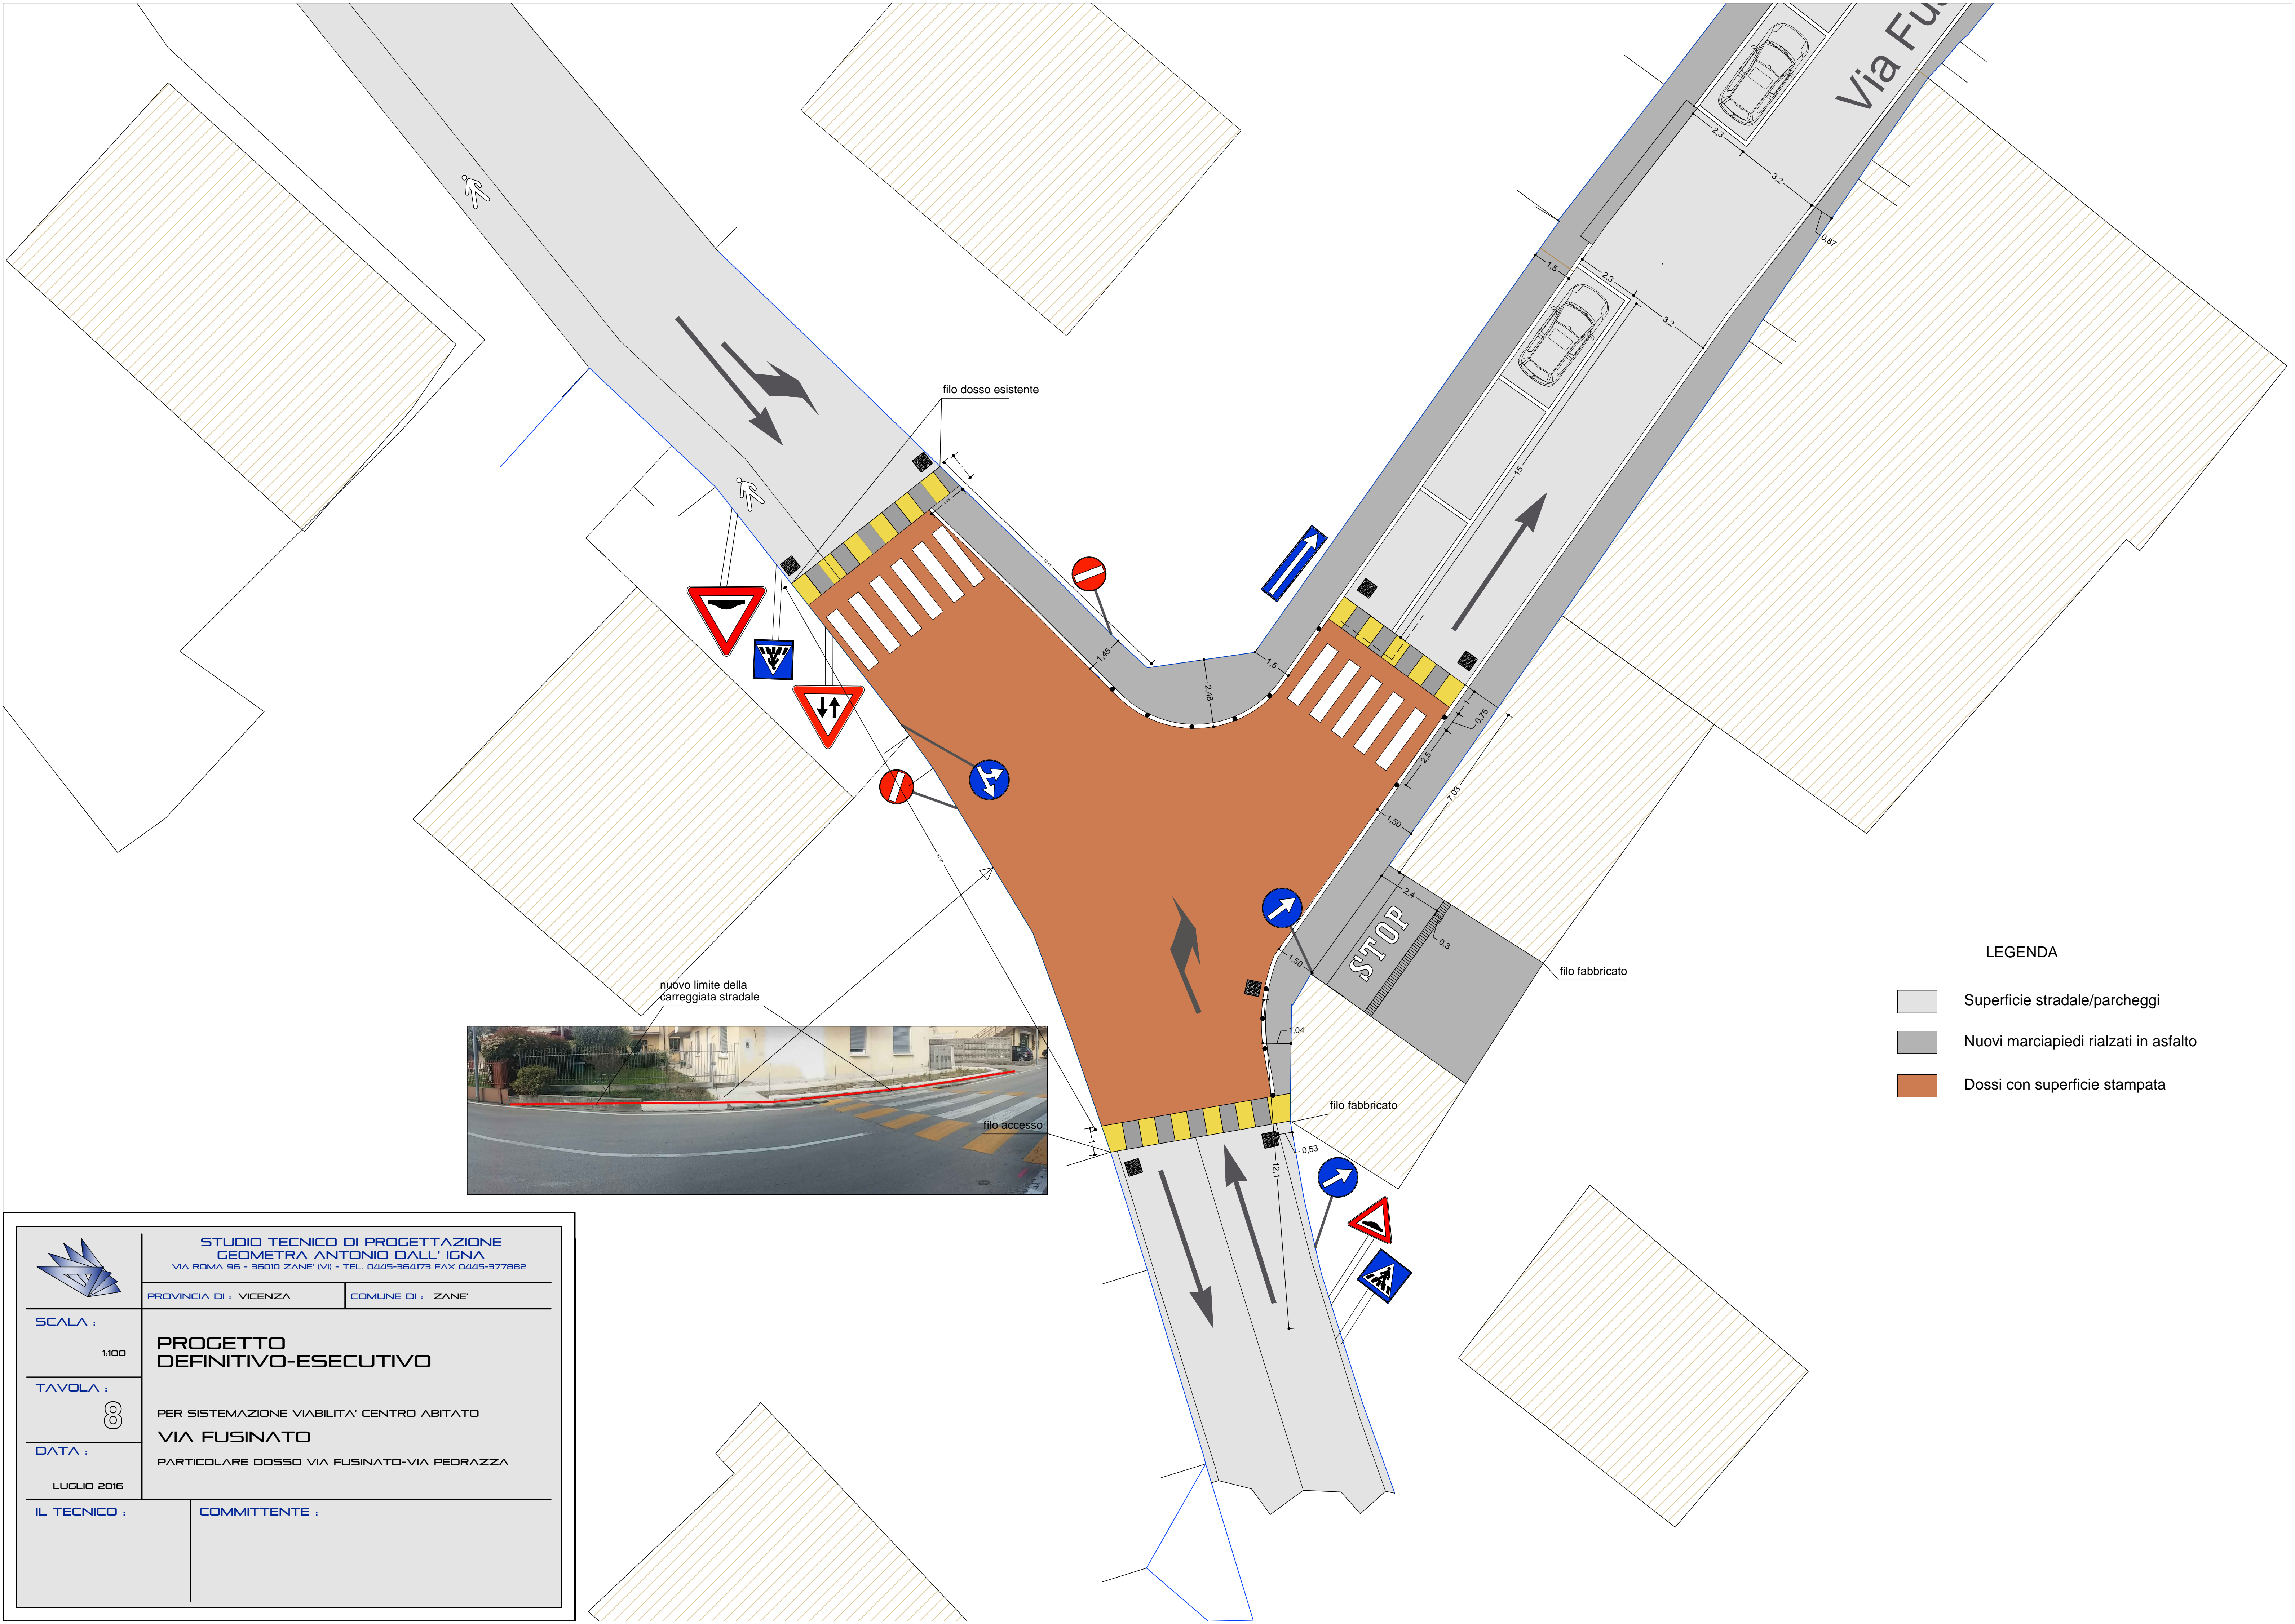 Via Fus
2,3
3,2
0,87
1,5
2,3
3,2
filo dosso esistente
15
1,45
2,48
1,5
1
0,75
2,5
7,03
1,50
2,4
STOP
0,3
1,50
filo fabbricato
1,04
nuovo limite della
carreggiata stradale
filo accesso
1
filo fabbricato
0,53
12,1
LEGENDA
Superficie stradale/parcheggi
Nuovi marciapiedi rialzati in asfalto
Dossi con superficie stampata
STUDIO TECNICO DI PROGETTAZIONE
GEOMETRA ANTONIO DALL' IGNA
VIA ROMA 96 - 36010 ZANE' (VI) - TEL. 0445-364173 FAX 0445-377882
PROVINCIA DI : VICENZA
COMUNE DI : ZANE'
SCALA :
1:100
PROGETTO
DEFINITIVO-ESECUTIVO
TAVOLA :
8
PER SISTEMAZIONE VIABILITA' CENTRO ABITATO
VIA FUSINATO
DATA :
PARTICOLARE DOSSO VIA FUSINATO-VIA PEDRAZZA
LUGLIO 2016
IL TECNICO :
COMMITTENTE :